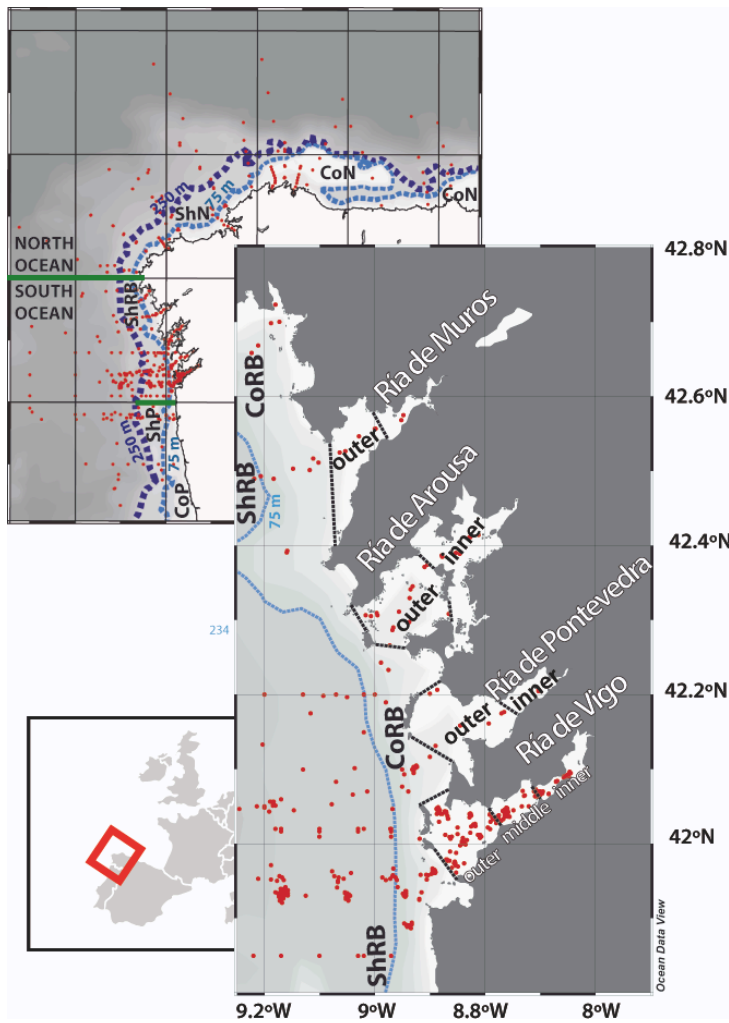 CoN
CoN
250 m
75 m
ShN
NORTH
OCEAN
SOUTH
OCEAN
ShRB
ShP
250 m
75 m
CoP
42.8ºN
42.6ºN
42.4ºN
42.2ºN
42ºN
CoRB
Ría de Muros
outer
ShRB
75 m
Ría de Arousa
inner
outer
234
Ría de Pontevedra
inner
outer
CoRB
Ría de Vigo
outer middle inner
ShRB
Ocean Data View
9.2ºW
9ºW
8.8ºW
8ºW